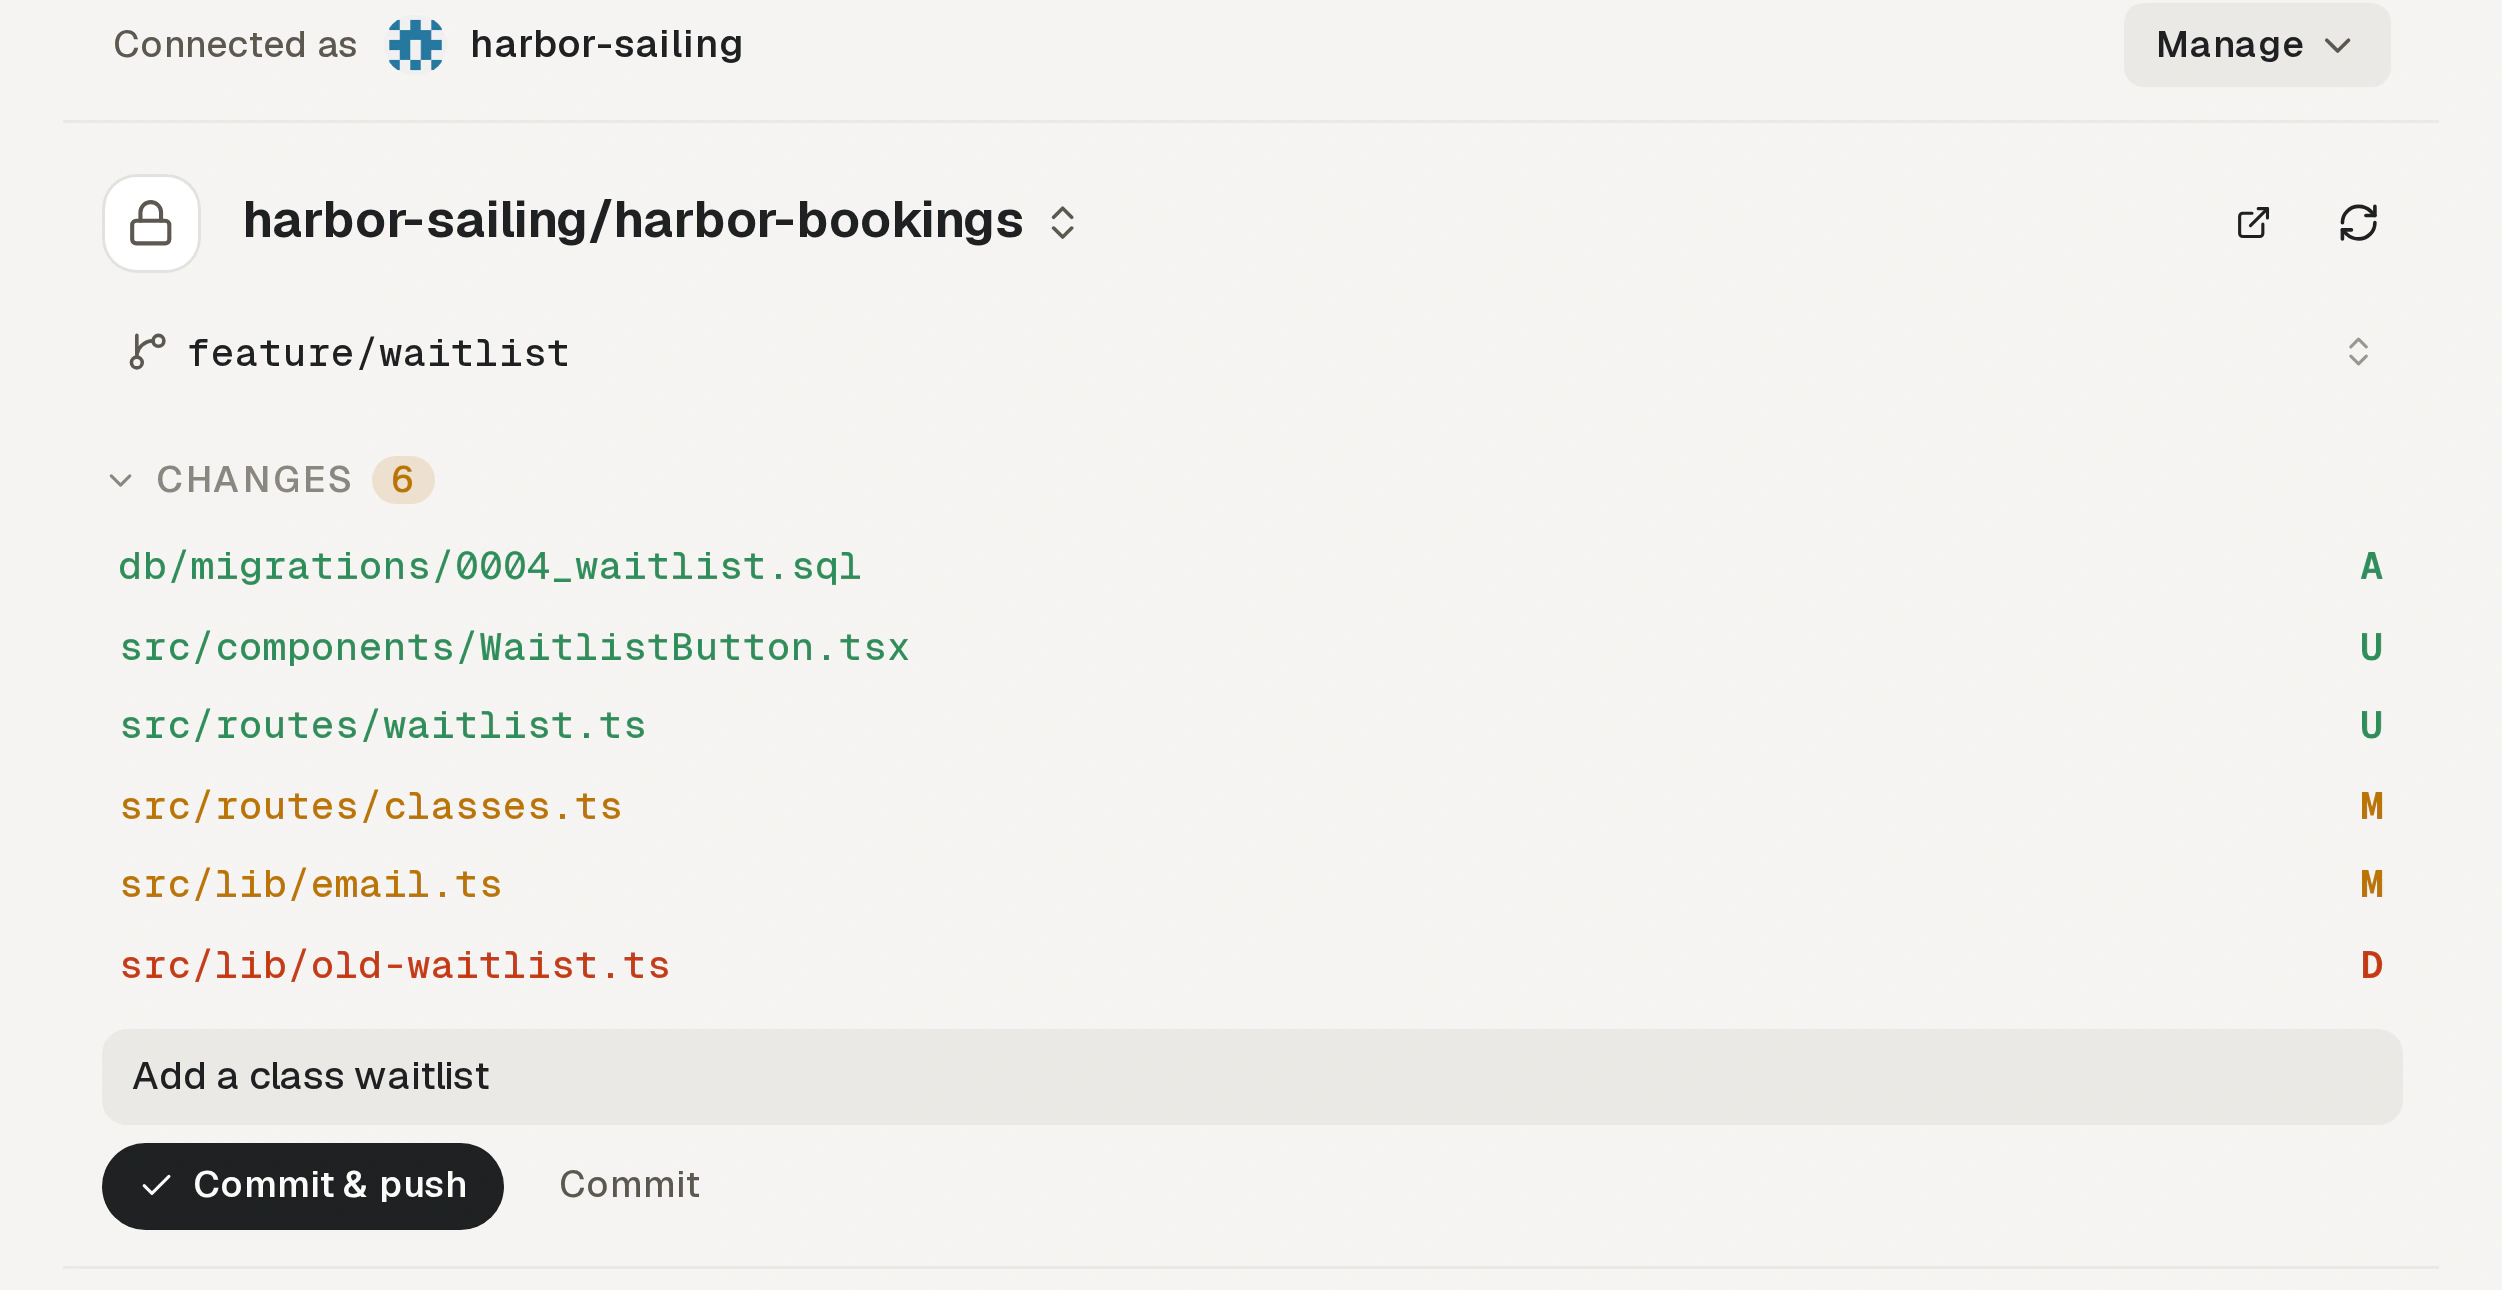 Connected as harbor-sailing Manage
harbor-sailing/harbor-bookings
feature/waitlist
CHANGES 6
db/migrations/0004_waitlist.sql A
src/components/WaitlistButton.tsx U
src/routes/waitlist.ts U
src/routes/classes.ts M
src/lib/email.ts M
src/lib/old-waitlist.ts D
Add a class waitlist
Commit & push Commit